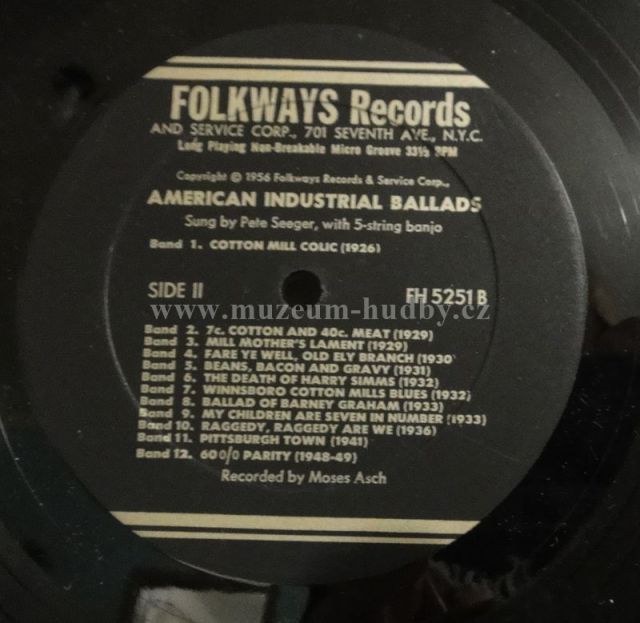 FOLKWAYS Records
AND SERVICE CORP., 701 SEVENTH AVE., N.Y.C.
Long Playing Non-Breakable Micro Groove 33⅓ RPM
Copyright © 1956 Folkways Records & Service Corp.,
AMERICAN INDUSTRIAL BALLADS
Sung by Pete Seeger, with 5-string banjo
Band 1. COTTON MILL COLIC (1926)
SIDE II FH 5251 B
www.muzeum-hudby.cz
Band 2. 7c. COTTON AND 40c. MEAT (1929)
Band 3. MILL MOTHER'S LAMENT (1929)
Band 4. FARE YE WELL, OLD ELY BRANCH (1930)
Band 5. BEANS, BACON AND GRAVY (1931)
Band 6. THE DEATH OF HARRY SIMMS (1932)
Band 7. WINNSBORO COTTON MILLS BLUES (1932)
Band 8. BALLAD OF BARNEY GRAHAM (1933)
Band 9. MY CHILDREN ARE SEVEN IN NUMBER (1933)
Band 10. RAGGEDY, RAGGEDY ARE WE (1936)
Band 11. PITTSBURGH TOWN (1941)
Band 12. 60 0/0 PARITY (1948-49)
Recorded by Moses Asch